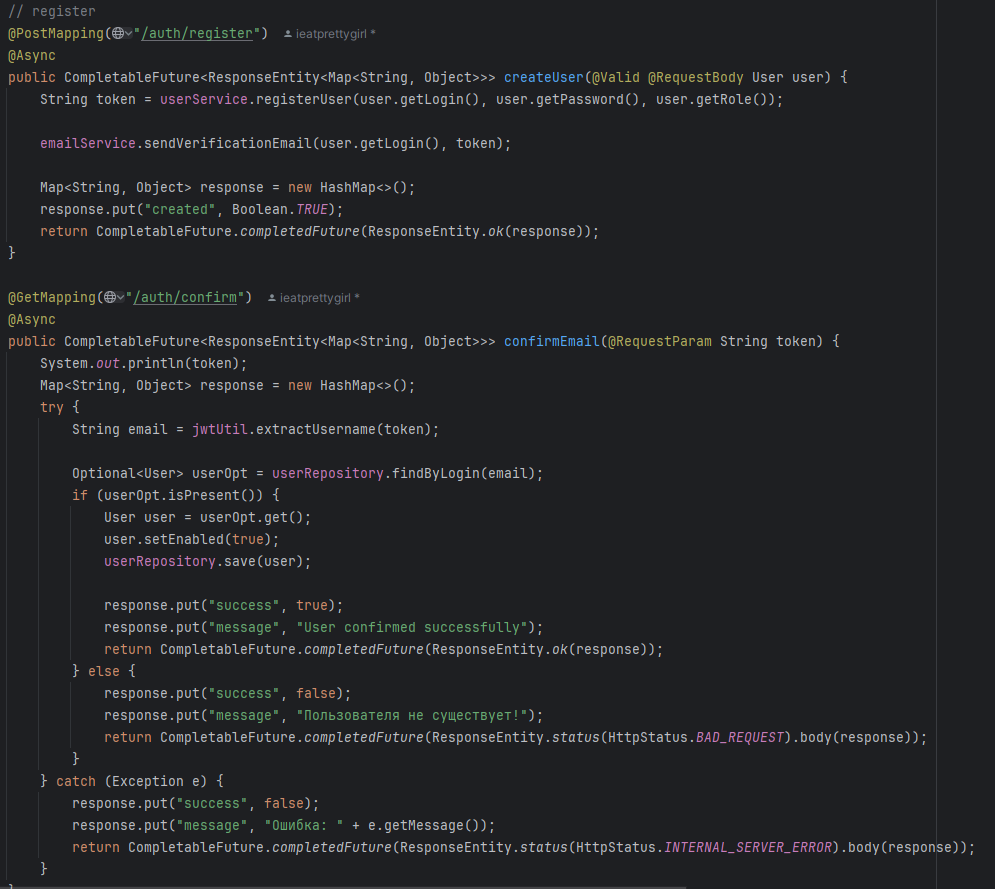 // register
@PostMapping("/auth/register") ieatprettygirl *
@Async
public CompletableFuture<ResponseEntity<Map<String, Object>>> createUser(@Valid @RequestBody User user) {
    String token = userService.registerUser(user.getLogin(), user.getPassword(), user.getRole());
    emailService.sendVerificationEmail(user.getLogin(), token);
    Map<String, Object> response = new HashMap<>();
    response.put("created", Boolean.TRUE);
    return CompletableFuture.completedFuture(ResponseEntity.ok(response));
}
@GetMapping("/auth/confirm") ieatprettygirl *
@Async
public CompletableFuture<ResponseEntity<Map<String, Object>>> confirmEmail(@RequestParam String token) {
    System.out.println(token);
    Map<String, Object> response = new HashMap<>();
    try {
        String email = jwtUtil.extractUsername(token);
        Optional<User> userOpt = userRepository.findByLogin(email);
        if (userOpt.isPresent()) {
            User user = userOpt.get();
            user.setEnabled(true);
            userRepository.save(user);
            response.put("success", true);
            response.put("message", "User confirmed successfully");
            return CompletableFuture.completedFuture(ResponseEntity.ok(response));
        } else {
            response.put("success", false);
            response.put("message", "Пользователя не существует!");
            return CompletableFuture.completedFuture(ResponseEntity.status(HttpStatus.BAD_REQUEST).body(response));
        }
    } catch (Exception e) {
        response.put("success", false);
        response.put("message", "Ошибка: " + e.getMessage());
        return CompletableFuture.completedFuture(ResponseEntity.status(HttpStatus.INTERNAL_SERVER_ERROR).body(response));
    }